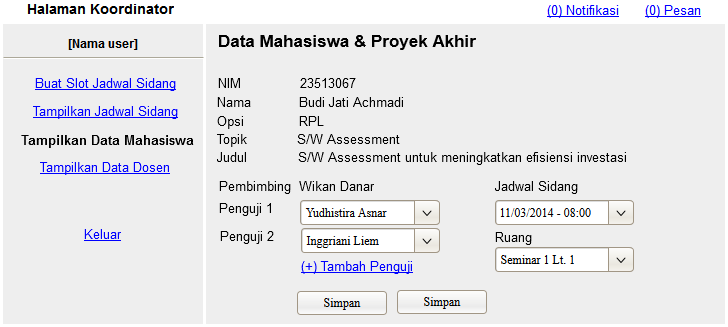 Halaman Koordinator
(0) Notifikasi (0) Pesan
[Nama user]
Buat Slot Jadwal Sidang
Tampilkan Jadwal Sidang
Tampilkan Data Mahasiswa
Tampilkan Data Dosen
Keluar
Data Mahasiswa & Proyek Akhir
NIM 23513067
Nama Budi Jati Achmadi
Opsi RPL
Topik S/W Assessment
Judul S/W Assessment untuk meningkatkan efisiensi investasi
Pembimbing Wikan Danar
Penguji 1 Yudhistira Asnar
Penguji 2 Inggriani Liem
(+) Tambah Penguji
Jadwal Sidang
11/03/2014 - 08:00
Ruang
Seminar 1 Lt. 1
Simpan Simpan